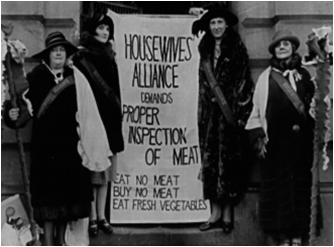 HOUSEWIVES
ALLIANCE
DEMANDS
PROPER
INSPECTION
OF MEAT
EAT NO MEAT
BUY NO MEAT
EAT FRESH VEGETABLES